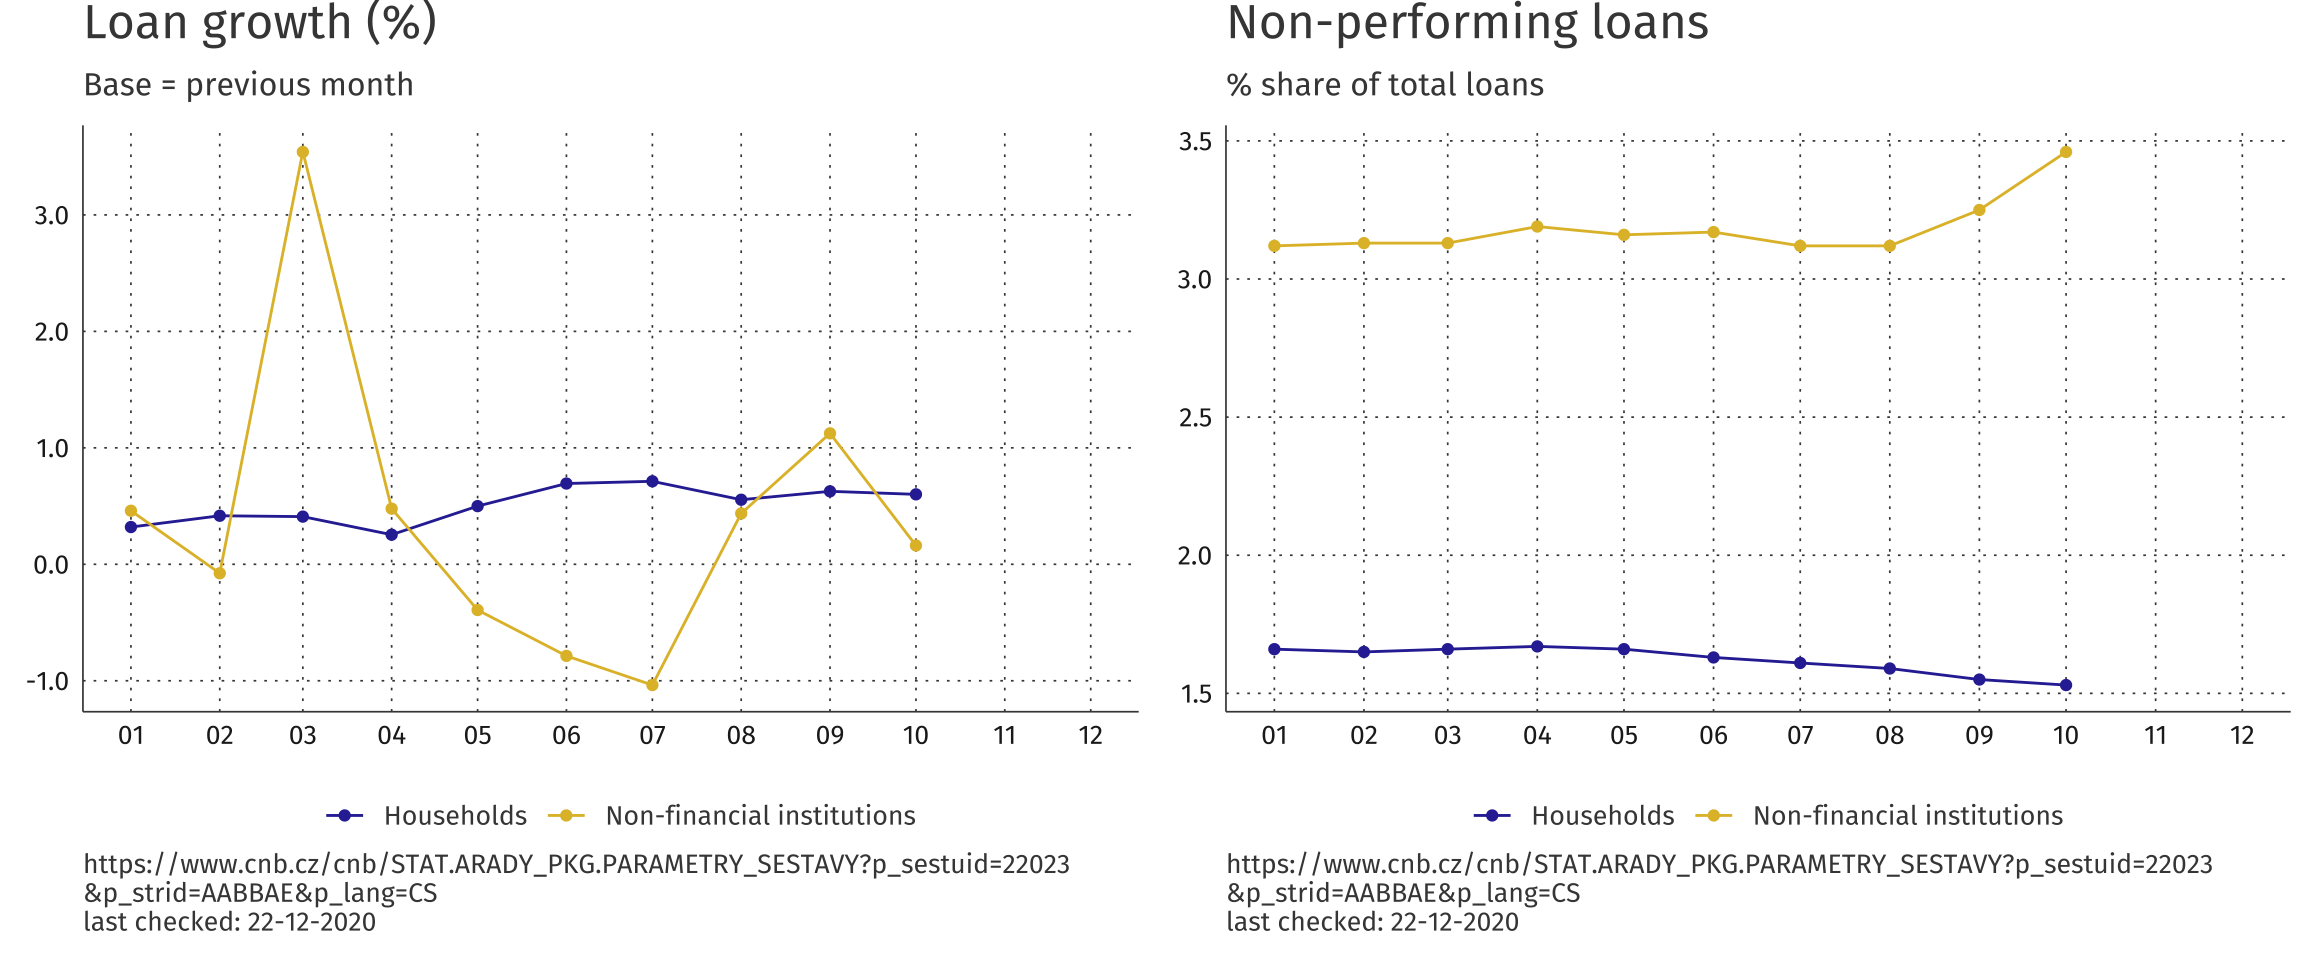 Loan growth (%)
Base = previous month
3.0
2.0
1.0
0.0
-1.0
01 02 03 04 05 06 07 08 09 10 11 12
Households Non-financial institutions
https://www.cnb.cz/cnb/STAT.ARADY_PKG.PARAMETRY_SESTAVY?p_sestuid=22023
&p_strid=AABBAE&p_lang=CS
last checked: 22-12-2020
Non-performing loans
% share of total loans
3.5
3.0
2.5
2.0
1.5
01 02 03 04 05 06 07 08 09 10 11 12
Households Non-financial institutions
https://www.cnb.cz/cnb/STAT.ARADY_PKG.PARAMETRY_SESTAVY?p_sestuid=22023
&p_strid=AABBAE&p_lang=CS
last checked: 22-12-2020